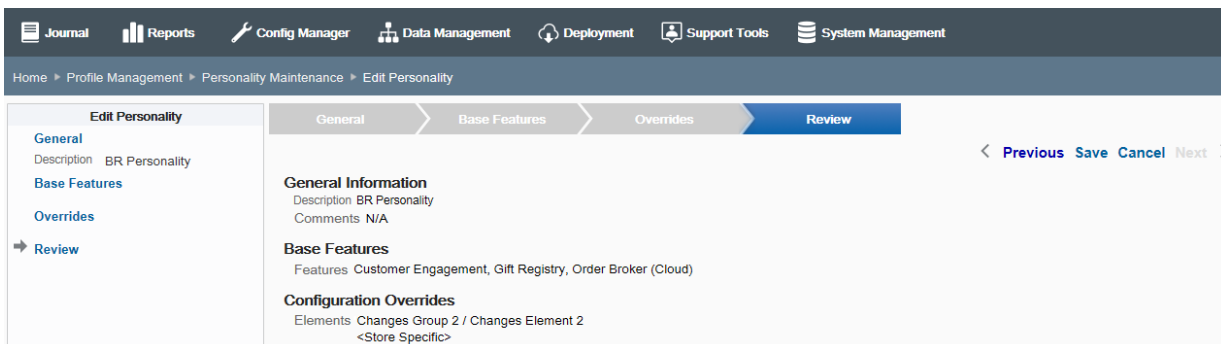 Journal Reports Config Manager Data Management Deployment Support Tools System Management
Home Profile Management Personality Maintenance Edit Personality
Edit Personality
General
Description BR Personality
Base Features
Overrides
Review
General Base Features Overrides Review
Previous Save Cancel Next
General Information
Description BR Personality
Comments N/A
Base Features
Features Customer Engagement, Gift Registry, Order Broker (Cloud)
Configuration Overrides
Elements Changes Group 2 / Changes Element 2
<Store Specific>